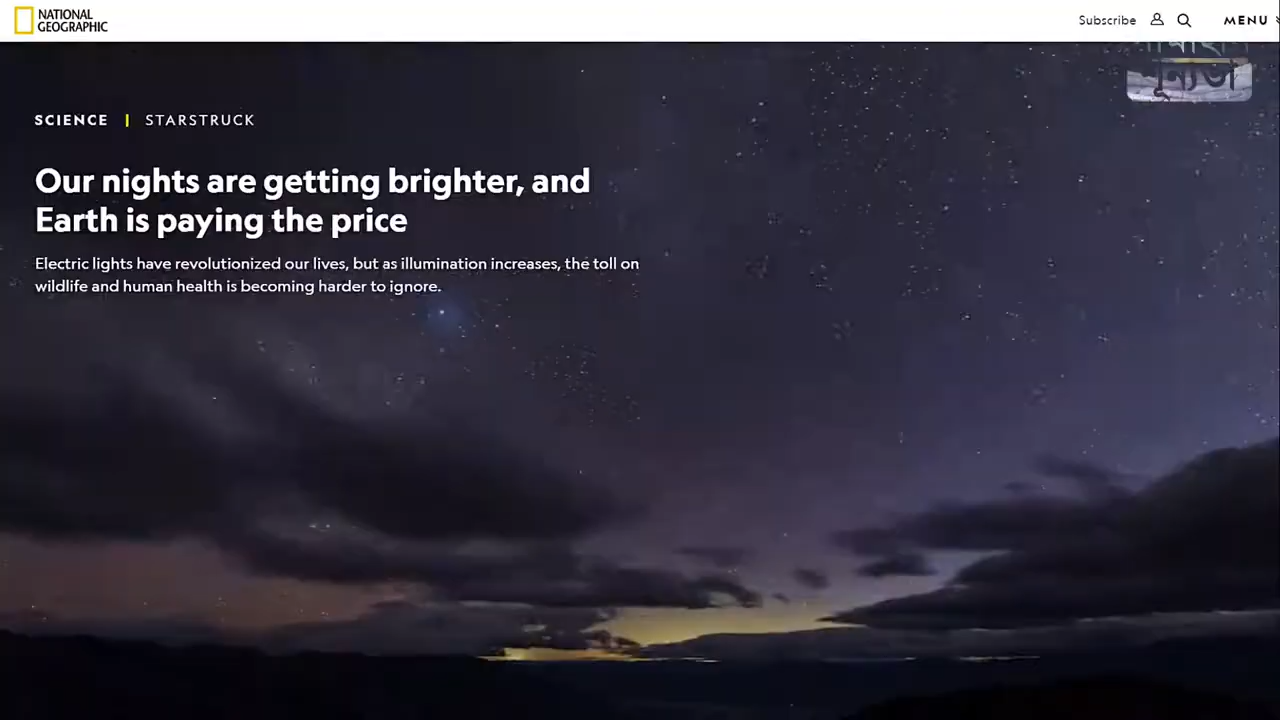 NATIONAL
GEOGRAPHIC
Subscribe
MENU
SCIENCE | STARSTRUCK
Our nights are getting brighter, and
Earth is paying the price
Electric lights have revolutionized our lives, but as illumination increases, the toll on
wildlife and human health is becoming harder to ignore.
শূন্যতা